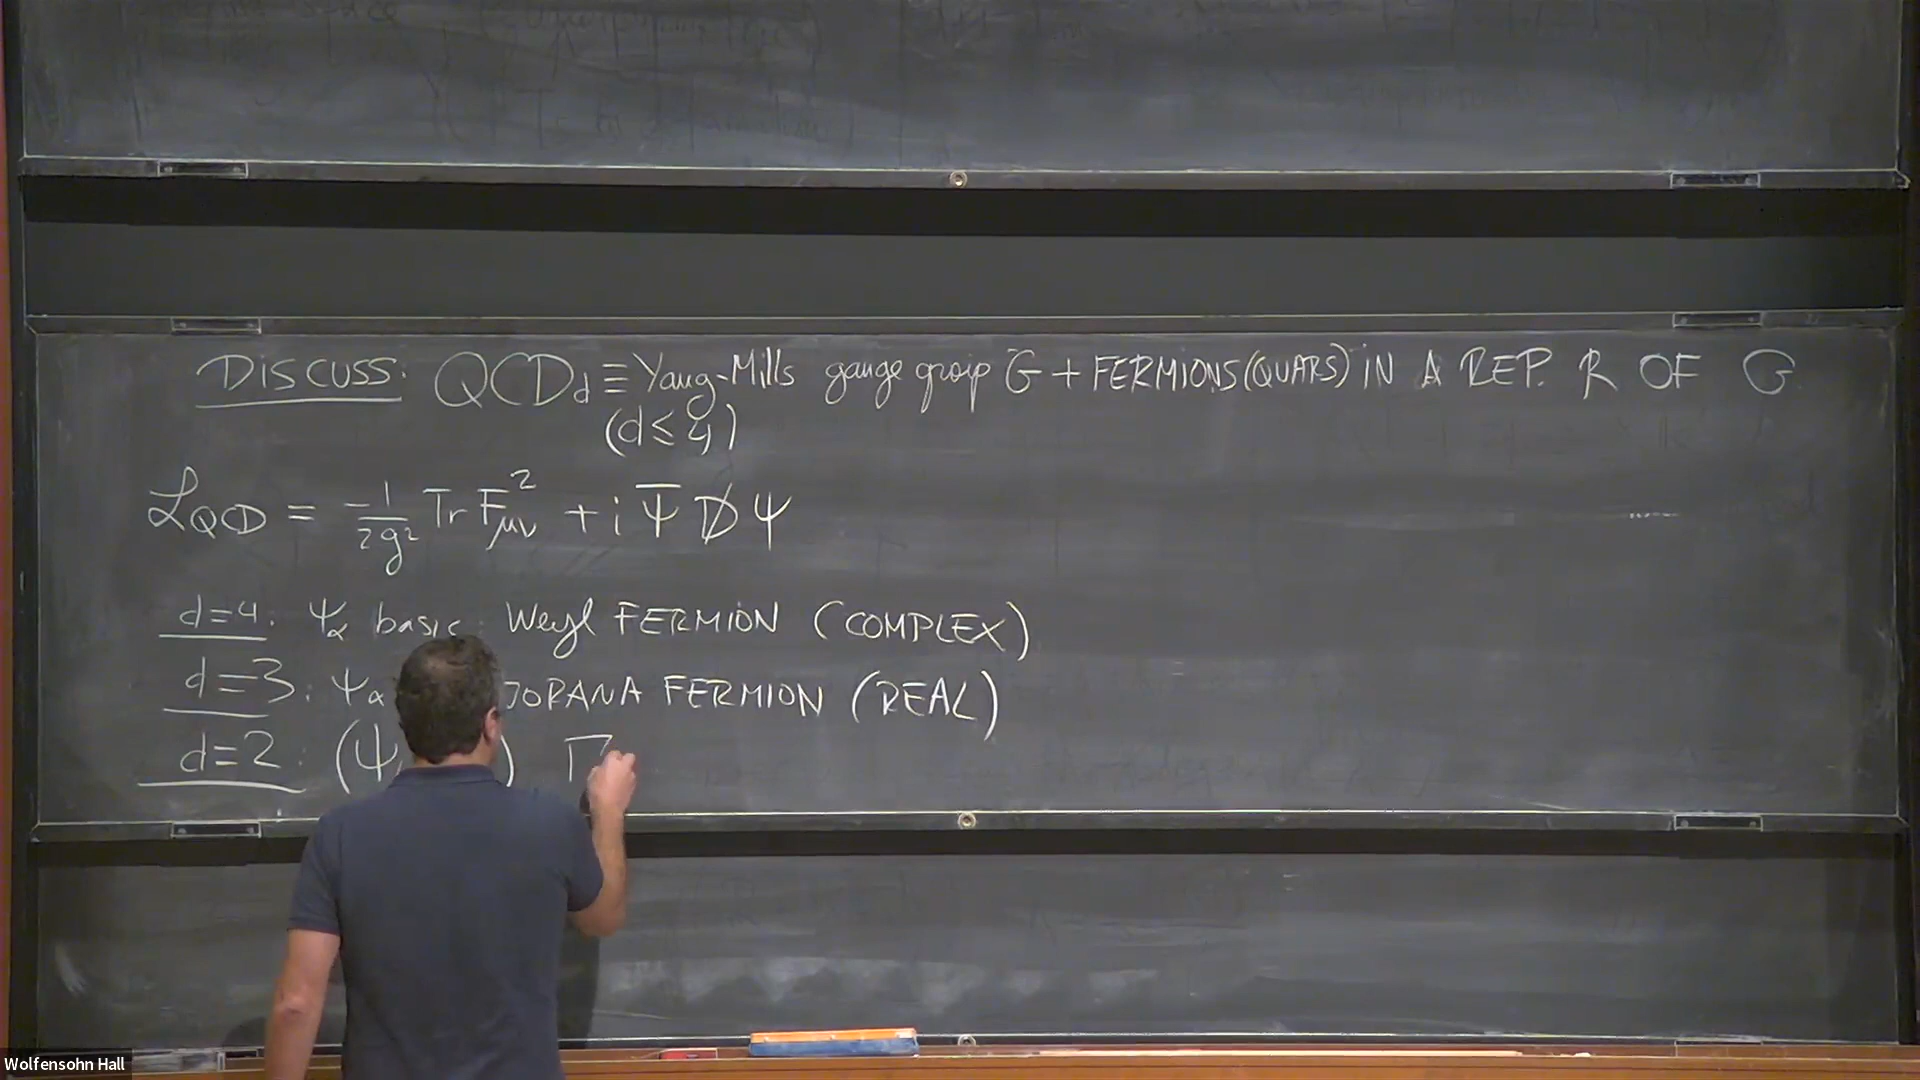 DISCUSS: QCD_d ≡ Yang-Mills gauge group G + FERMIONS (QUARS) IN A REP. R OF G
(d ≤ 4)
ℒ_QCD = -1/2g² Tr F_μν² + i Ψ̄ D̸ Ψ
d=4: Ψ_α basic: Weyl FERMION (COMPLEX)
d=3: Ψ_α JORANA FERMION (REAL)
d=2: (Ψ )
Wolfensohn Hall